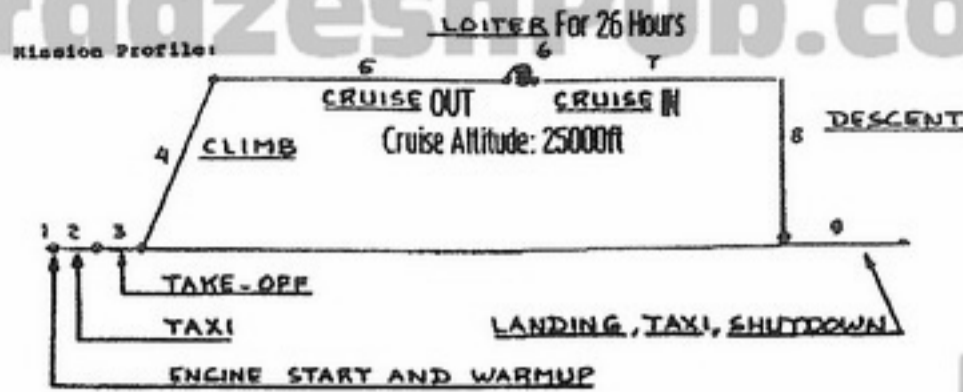 LOITER For 26 Hours
Mission Profile:
5 6 7
CRUISE OUT CRUISE IN
Cruise Altitude: 25000ft
4 CLIMB
8 DESCENT
1 2 3 9
TAKE-OFF
TAXI
LANDING, TAXI, SHUTDOWN
ENGINE START AND WARMUP